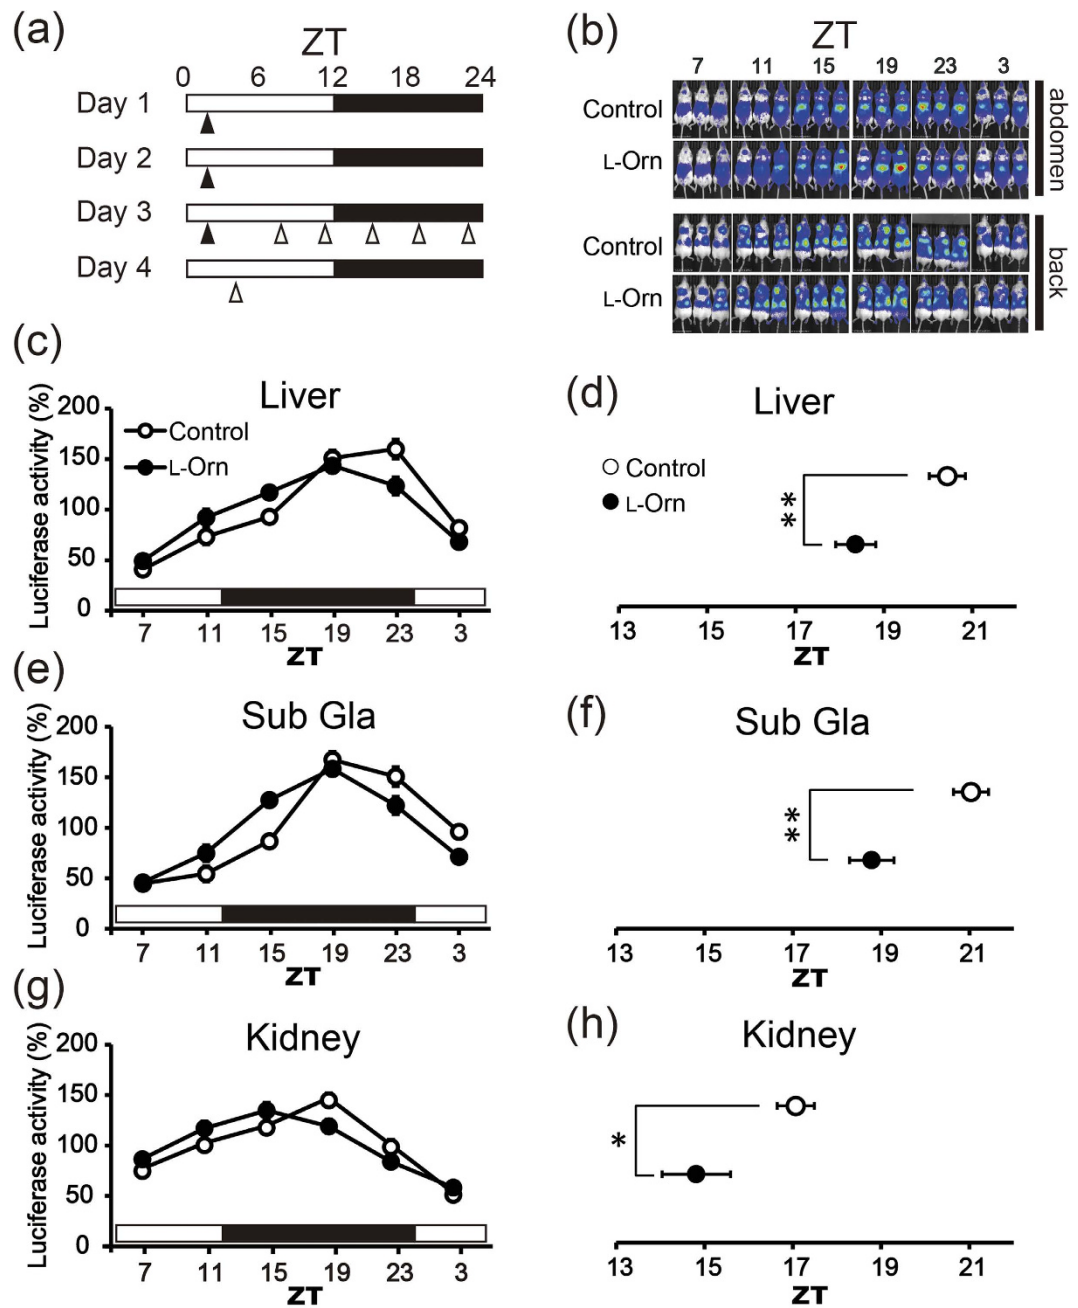 (a)
ZT
0 6 12 18 24
Day 1
Day 2
Day 3
Day 4
(b)
ZT
7 11 15 19 23 3
Control
L-Orn
abdomen
Control
L-Orn
back
(c)
Liver
Luciferase activity (%)
200
150
100
50
0
Control
L-Orn
7 11 15 19 23 3
ZT
(d)
Liver
Control
L-Orn
**
13 15 17 19 21
ZT
(e)
Sub Gla
Luciferase activity (%)
200
150
100
50
0
7 11 15 19 23 3
ZT
(f)
Sub Gla
**
13 15 17 19 21
ZT
(g)
Kidney
Luciferase activity (%)
200
150
100
50
0
7 11 15 19 23 3
ZT
(h)
Kidney
*
13 15 17 19 21
ZT